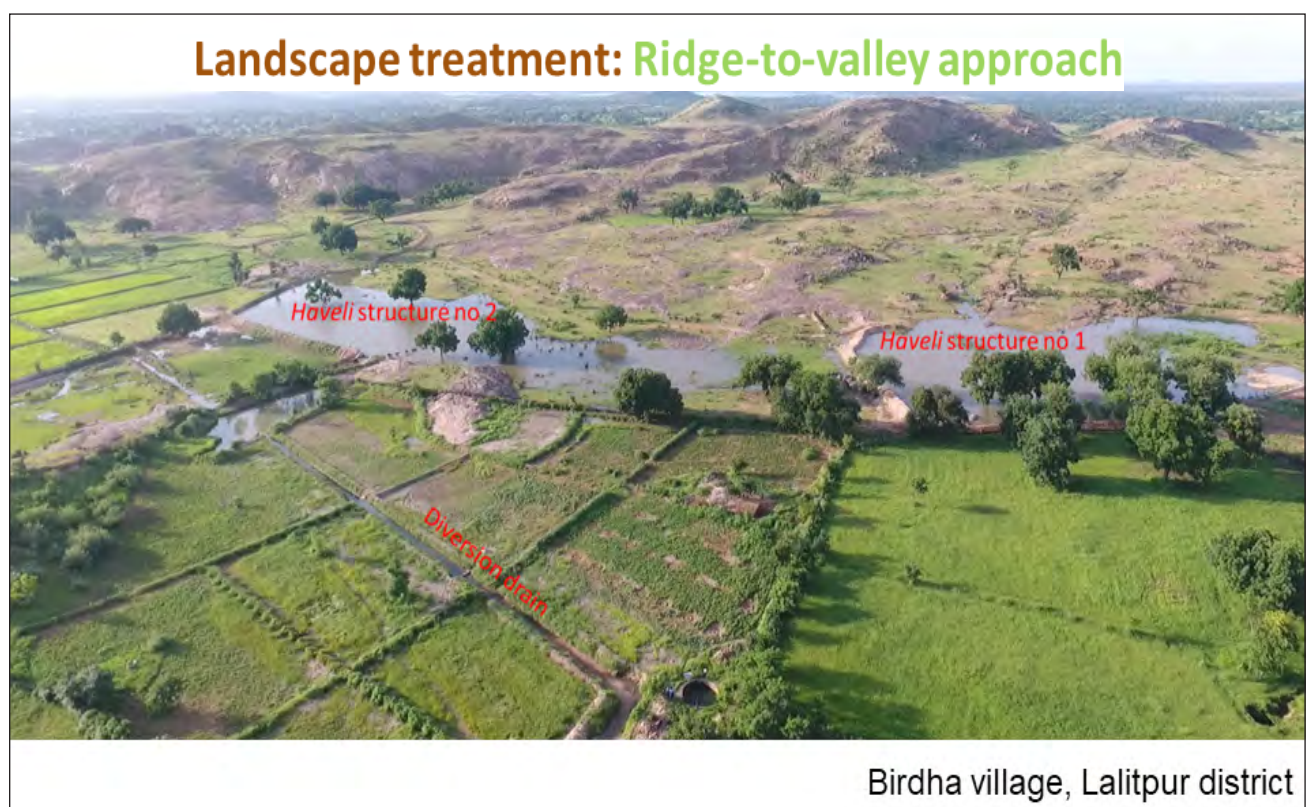 Landscape treatment: Ridge-to-valley approach
Haveli structure no 2
Haveli structure no 1
Diversion drain
Birdha village, Lalitpur district